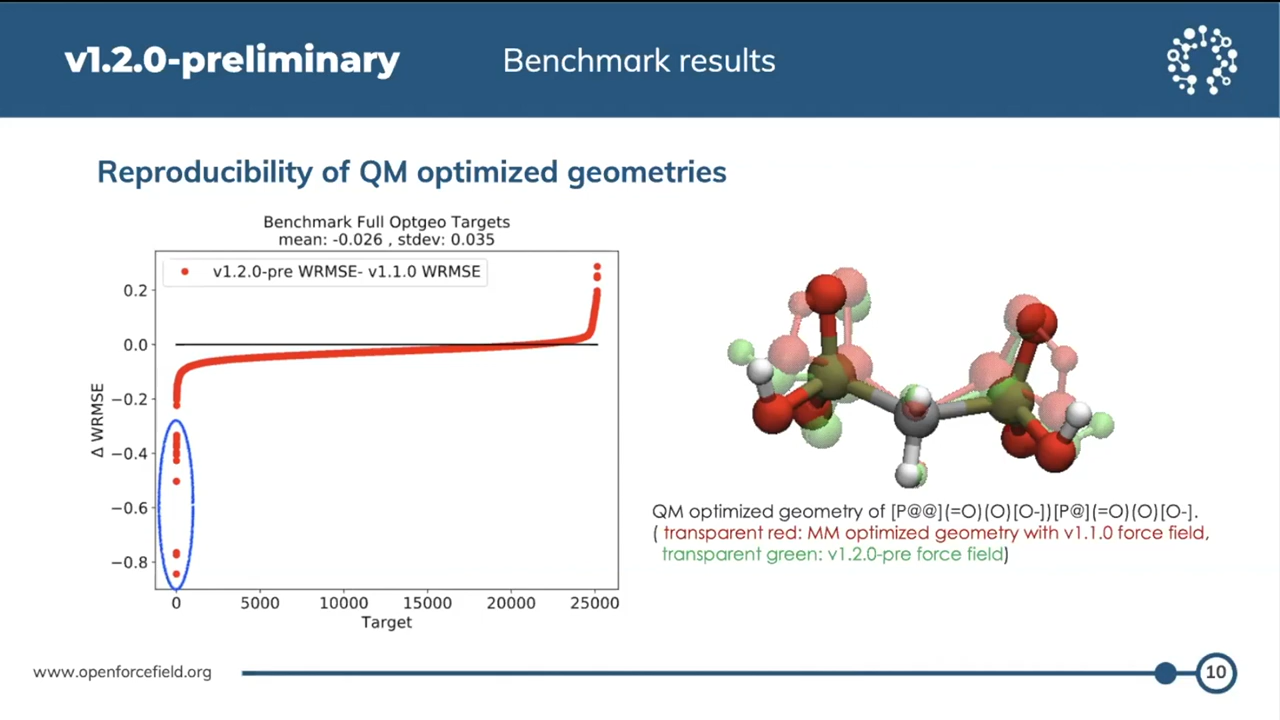 v1.2.0-preliminary
Benchmark results
Reproducibility of QM optimized geometries
Benchmark Full Optgeo Targets
mean: -0.026 , stdev: 0.035
v1.2.0-pre WRMSE- v1.1.0 WRMSE
0.2
0.0
−0.2
−0.4
−0.6
−0.8
Δ WRMSE
0 5000 10000 15000 20000 25000
Target
QM optimized geometry of [P@@](=O)(O)[O-])[P@](=O)(O)[O-].
( transparent red: MM optimized geometry with v1.1.0 force field,
transparent green: v1.2.0-pre force field)
www.openforcefield.org
10